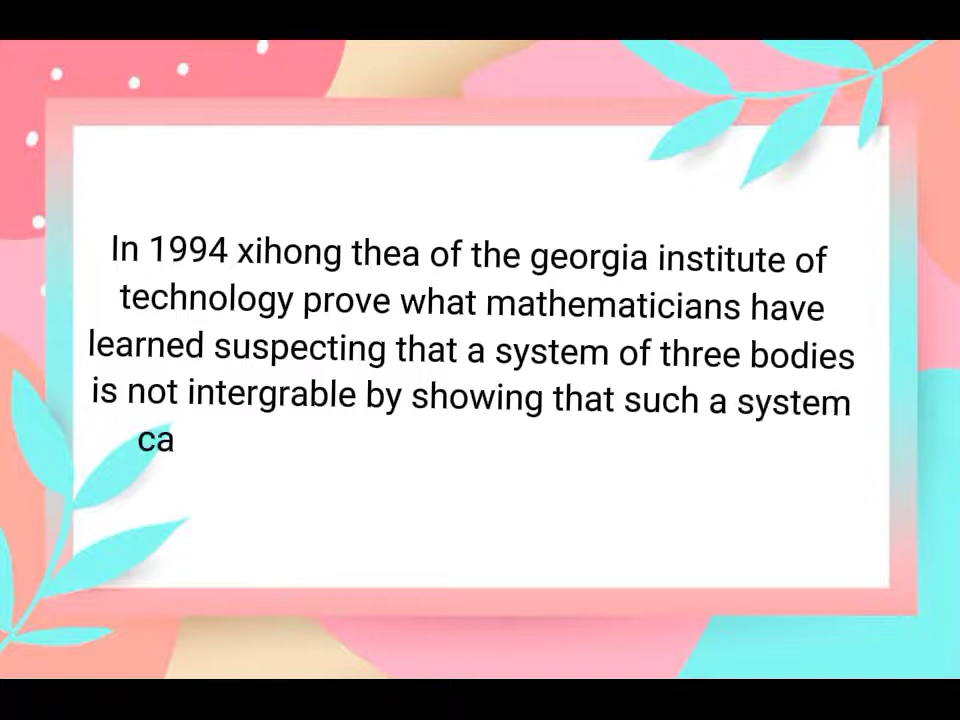 In 1994 xihong thea of the georgia institute of
technology prove what mathematicians have
learned suspecting that a system of three bodies
is not intergrable by showing that such a system
ca